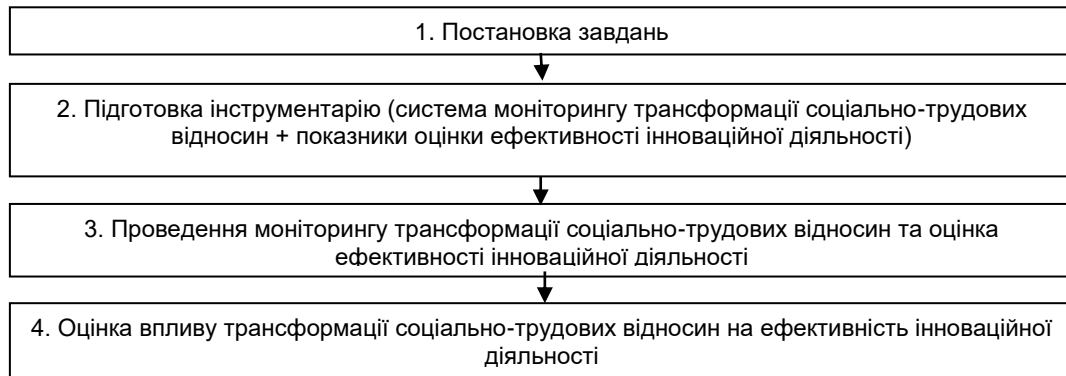 1. Постановка завдань
2. Підготовка інструментарію (система моніторингу трансформації соціально-трудових
відносин + показники оцінки ефективності інноваційної діяльності)
3. Проведення моніторингу трансформації соціально-трудових відносин та оцінка
ефективності інноваційної діяльності
4. Оцінка впливу трансформації соціально-трудових відносин на ефективність інноваційної
діяльності